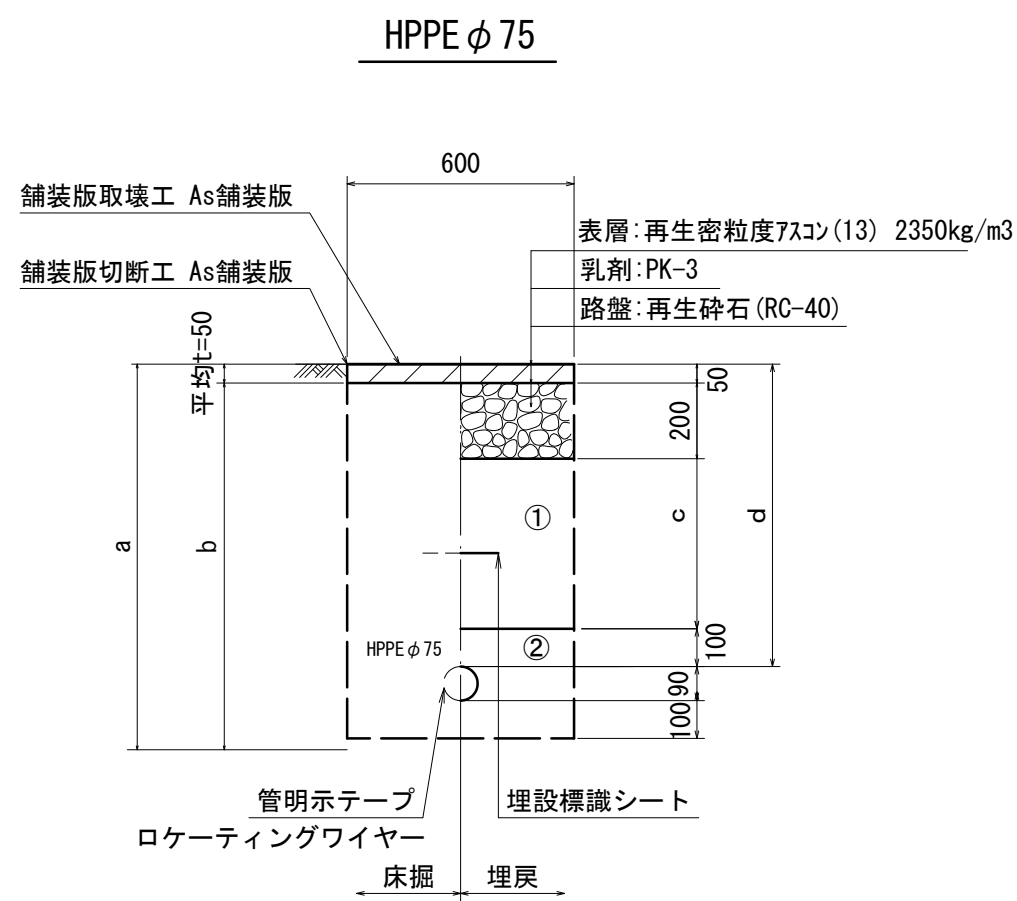 HPPEφ75
600
舗装版取壊工 As舗装版
表層:再生密粒度アスコン(13) 2350kg/m3
舗装版切断工 As舗装版
乳剤:PK-3
路盤:再生砕石(RC-40)
平均t=50
50
200
①
c
d
a
b
HPPEφ75
②
100
90
100
管明示テープ
埋設標識シート
ロケーティングワイヤー
床掘
埋戻